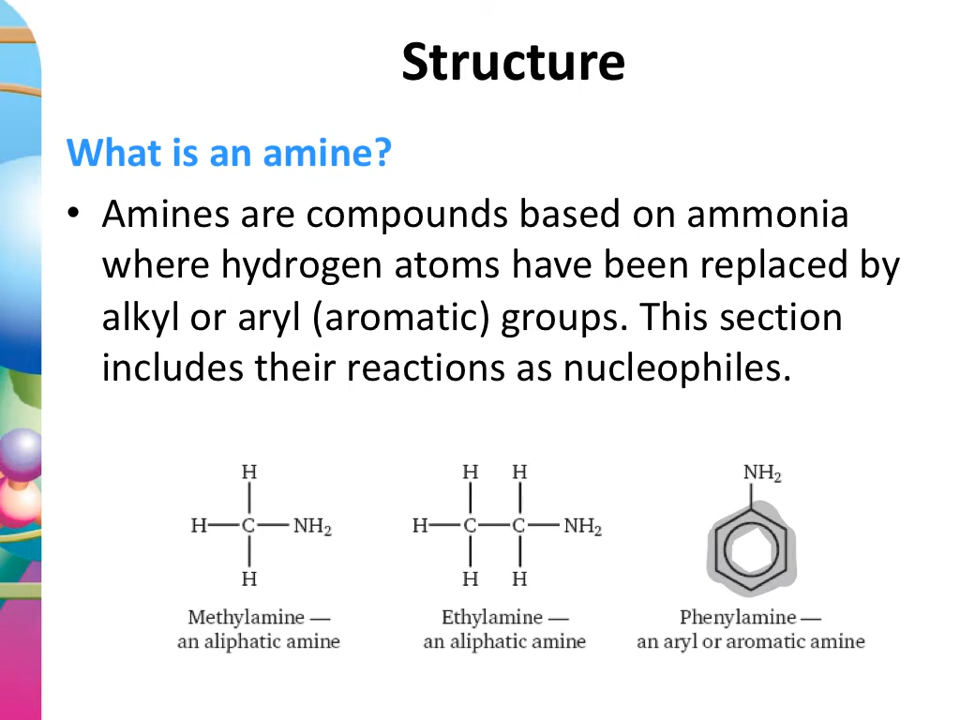 Structure
What is an amine?
• Amines are compounds based on ammonia
where hydrogen atoms have been replaced by
alkyl or aryl (aromatic) groups. This section
includes their reactions as nucleophiles.
H H H NH₂
H—C—NH₂ H—C—C—NH₂
H H H
Methylamine — Ethylamine — Phenylamine —
an aliphatic amine an aliphatic amine an aryl or aromatic amine